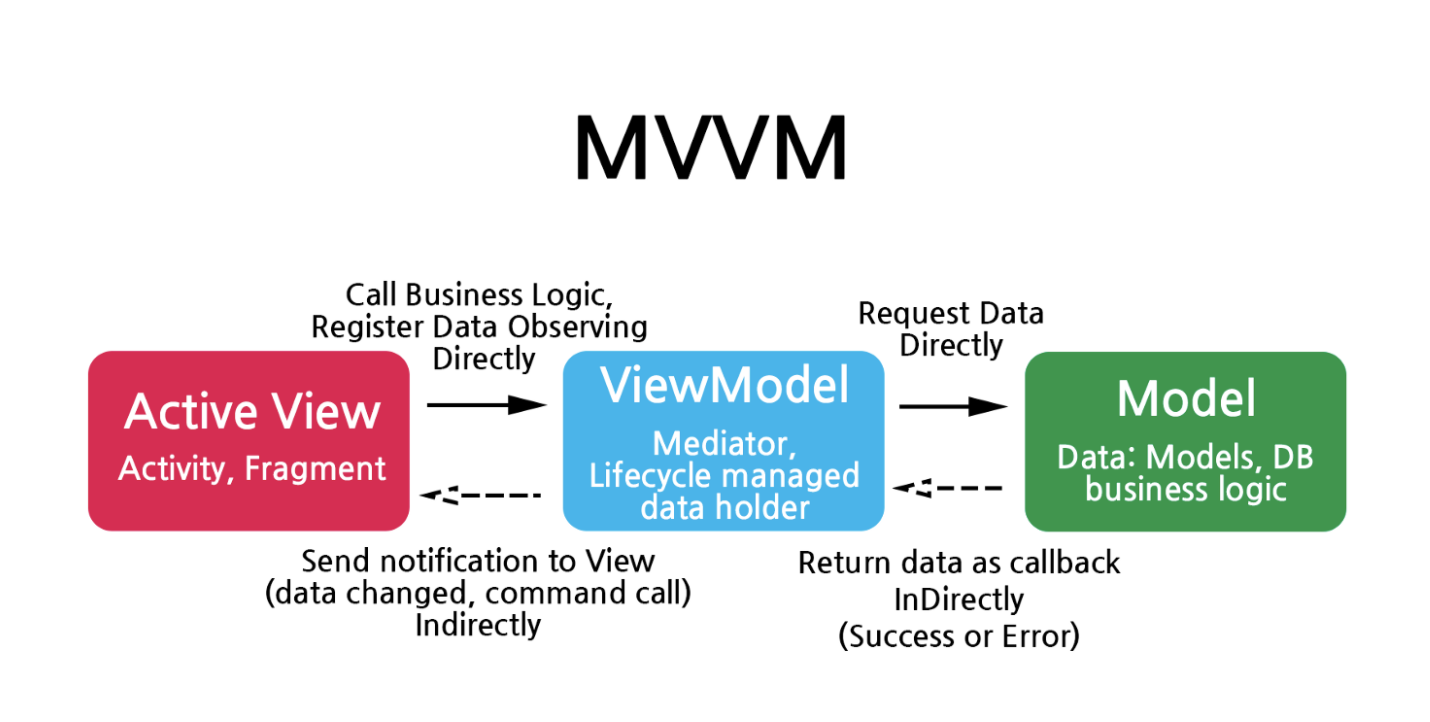 MVVM
Call Business Logic,
Register Data Observing
Directly
Request Data
Directly
Active View
Activity, Fragment
ViewModel
Mediator,
Lifecycle managed
data holder
Model
Data: Models, DB
business logic
Send notification to View
(data changed, command call)
Indirectly
Return data as callback
InDirectly
(Success or Error)